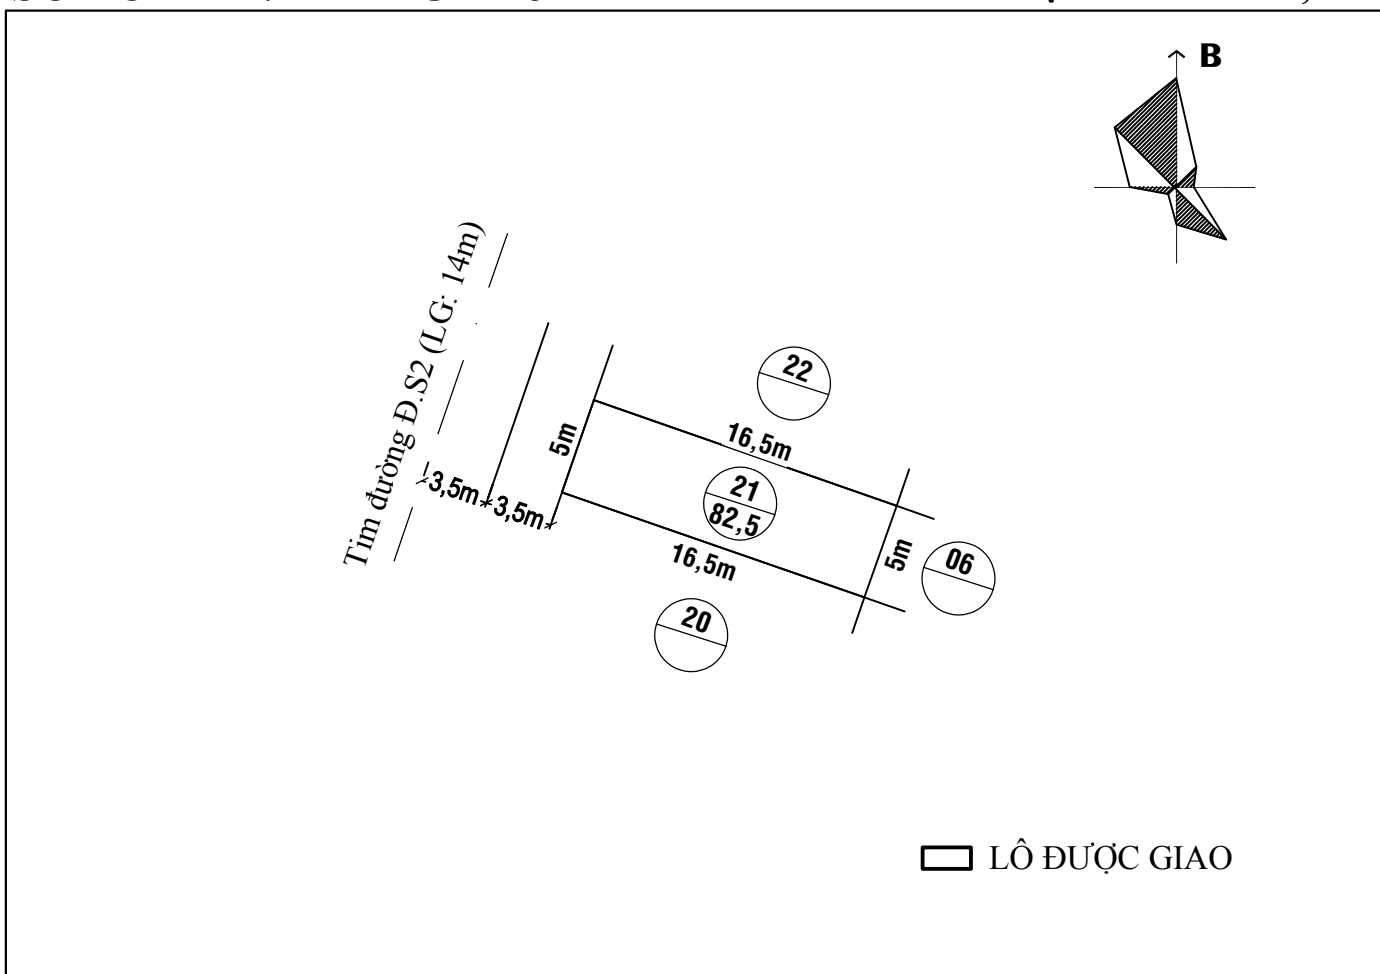 B
Tim đường Đ.S2 (LG: 14m)
22
16,5m
5m
3,5m
3,5m
21
82,5
16,5m
5m
06
20
LÔ ĐƯỢC GIAO